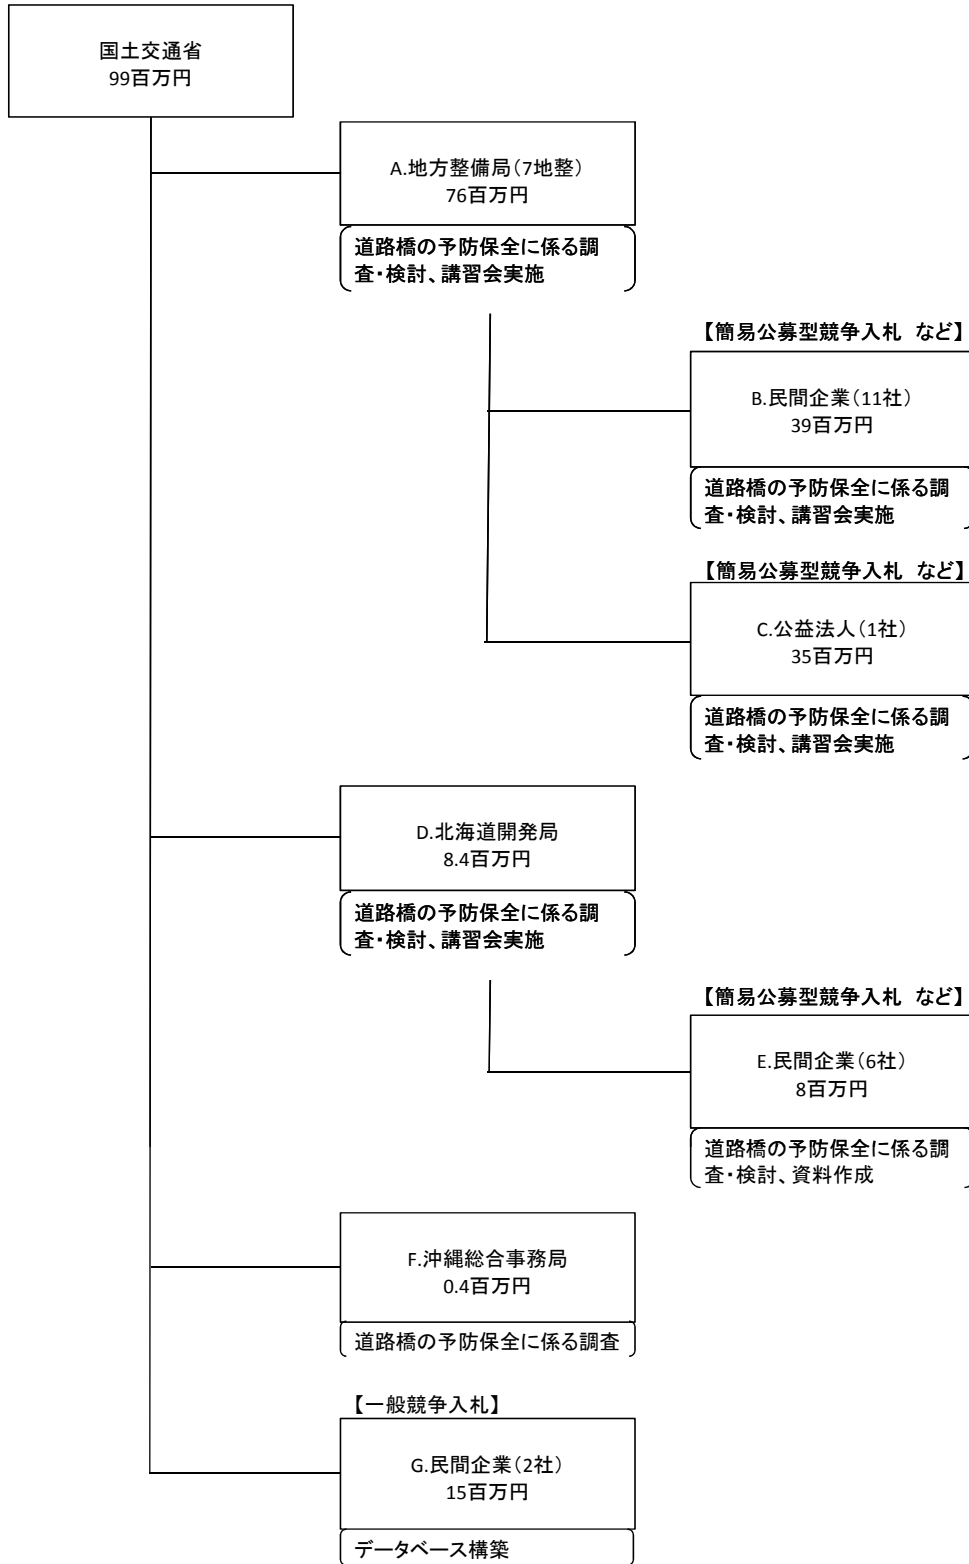 国土交通省
99百万円
A.地方整備局(7地整)
76百万円
道路橋の予防保全に係る調
査・検討、講習会実施
【簡易公募型競争入札 など】
B.民間企業(11社)
39百万円
道路橋の予防保全に係る調
査・検討、講習会実施
【簡易公募型競争入札 など】
C.公益法人(1社)
35百万円
道路橋の予防保全に係る調
査・検討、講習会実施
D.北海道開発局
8.4百万円
道路橋の予防保全に係る調
査・検討、講習会実施
【簡易公募型競争入札 など】
E.民間企業(6社)
8百万円
道路橋の予防保全に係る調
査・検討、資料作成
F.沖縄総合事務局
0.4百万円
道路橋の予防保全に係る調査
【一般競争入札】
G.民間企業(2社)
15百万円
データベース構築